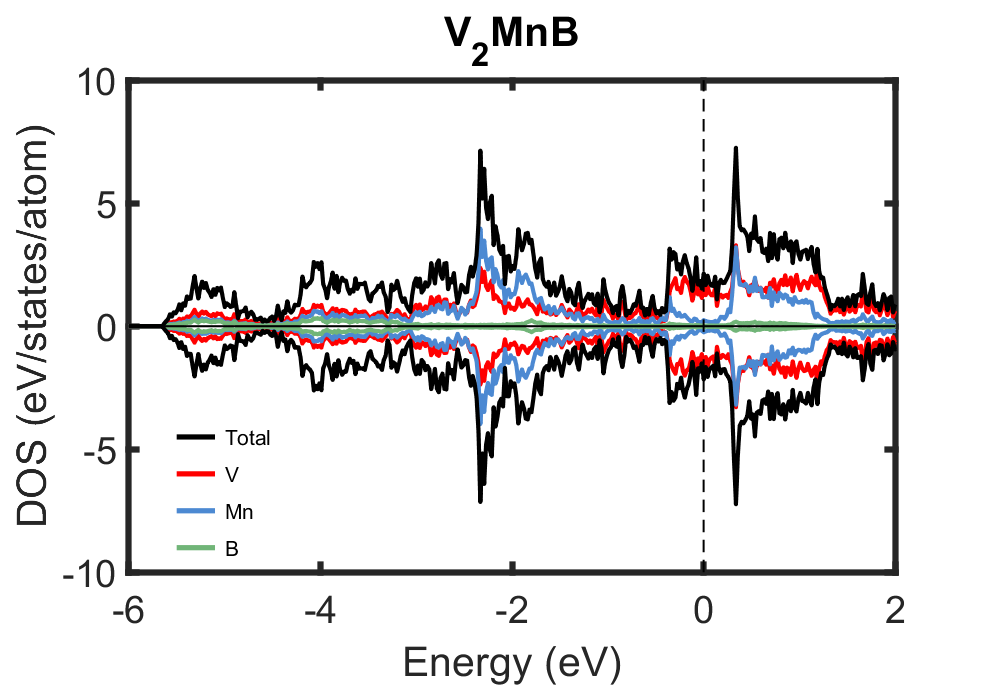 V2MnB
10
5
0
-5
-10
DOS (eV/states/atom)
Total
V
Mn
B
-6
-4
-2
0
2
Energy (eV)